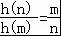 h(n)/h(m) = m/n